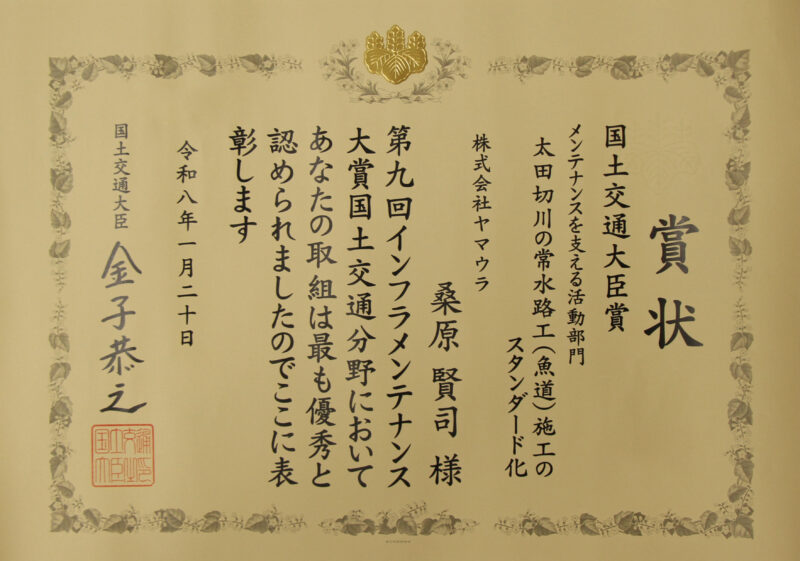 賞状
国土交通大臣賞
メンテナンスを支える活動部門
太田切川の常水路工(魚道)施工の
スタンダード化
株式会社ヤマウラ
桑原 賢司 様
第九回インフラメンテナンス
大賞国土交通分野において
あなたの取組は最も優秀と
認められましたのでここに表
彰します
令和八年一月二十日
国土交通大臣 金子恭之